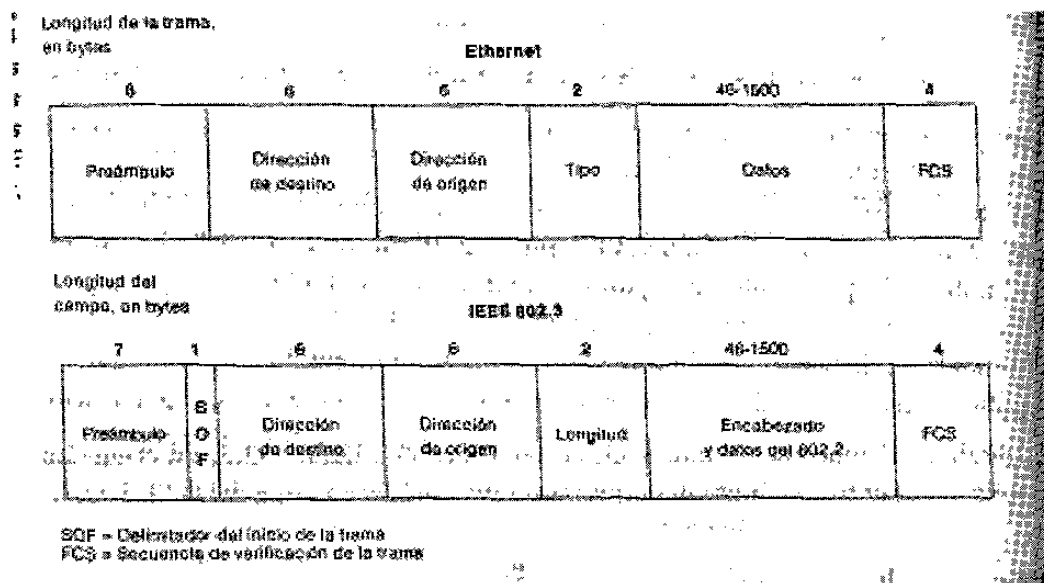 Longitud de la trama,
en bytes
Ethernet
6 6 2 46-1500 4
Preámbulo
Dirección
de destino
Dirección
de origen
Tipo
Datos
FCS
Longitud del
campo, en bytes
IEEE 802.3
7 1 6 6 2 46-1500 4
Preámbulo
S
O
F
Dirección
de destino
Dirección
de origen
Longitud
Encabezado
y datos del 802.2
FCS
SOF = Delimitador del inicio de la trama
FCS = Secuencia de verificación de la trama